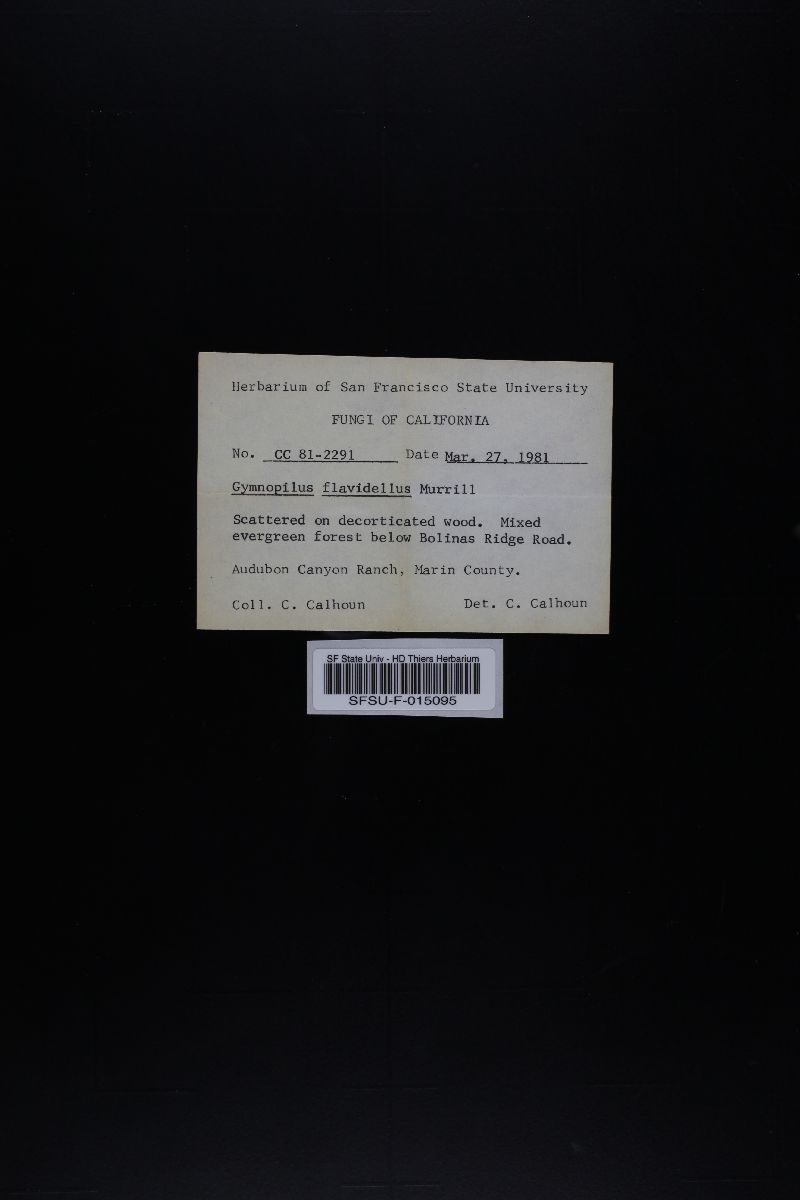 Herbarium of San Francisco State University
FUNGI OF CALIFORNIA
No. CC 81-2291 Date Mar. 27, 1981
Gymnopilus flavidellus Murrill
Scattered on decorticated wood. Mixed
evergreen forest below Bolinas Ridge Road.
Audubon Canyon Ranch, Marin County.
Coll. C. Calhoun Det. C. Calhoun
SF State Univ - HD Thiers Herbarium
SFSU-F-015095